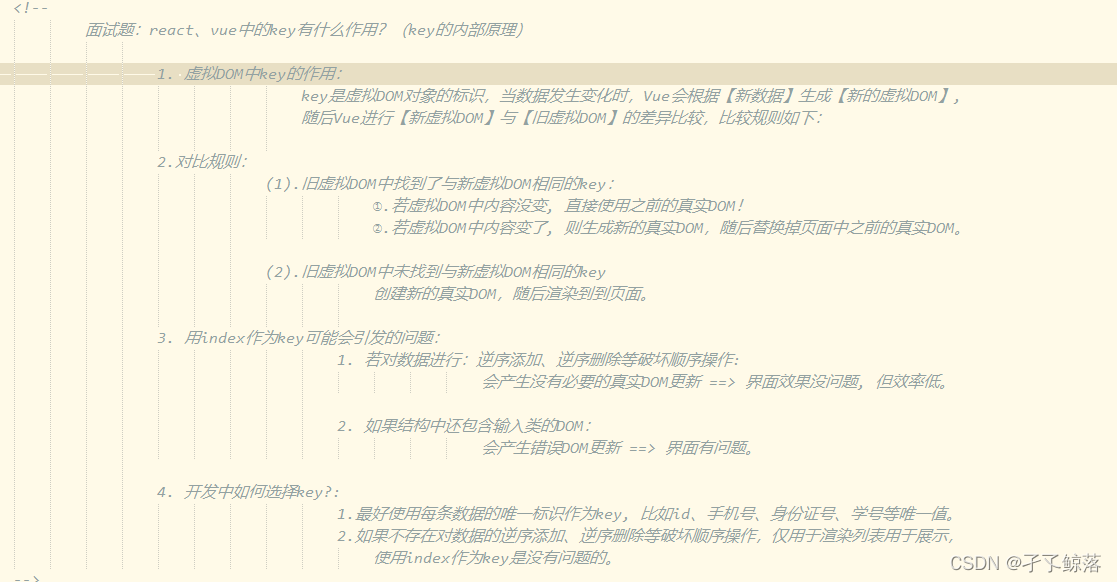 <!--
面试题：react、vue中的key有什么作用？（key的内部原理）
1. 虚拟DOM中key的作用：
key是虚拟DOM对象的标识，当数据发生变化时，Vue会根据【新数据】生成【新的虚拟DOM】，
随后Vue进行【新虚拟DOM】与【旧虚拟DOM】的差异比较，比较规则如下：
2.对比规则：
(1).旧虚拟DOM中找到了与新虚拟DOM相同的key：
①.若虚拟DOM中内容没变, 直接使用之前的真实DOM！
②.若虚拟DOM中内容变了, 则生成新的真实DOM，随后替换掉页面中之前的真实DOM。
(2).旧虚拟DOM中未找到与新虚拟DOM相同的key
创建新的真实DOM，随后渲染到到页面。
3. 用index作为key可能会引发的问题：
1. 若对数据进行：逆序添加、逆序删除等破坏顺序操作:
会产生没有必要的真实DOM更新 ==> 界面效果没问题, 但效率低。
2. 如果结构中还包含输入类的DOM：
会产生错误DOM更新 ==> 界面有问题。
4. 开发中如何选择key?:
1.最好使用每条数据的唯一标识作为key, 比如id、手机号、身份证号、学号等唯一值。
2.如果不存在对数据的逆序添加、逆序删除等破坏顺序操作，仅用于渲染列表用于展示，
使用index作为key是没有问题的。
CSDN @孑孓鲸落
-->